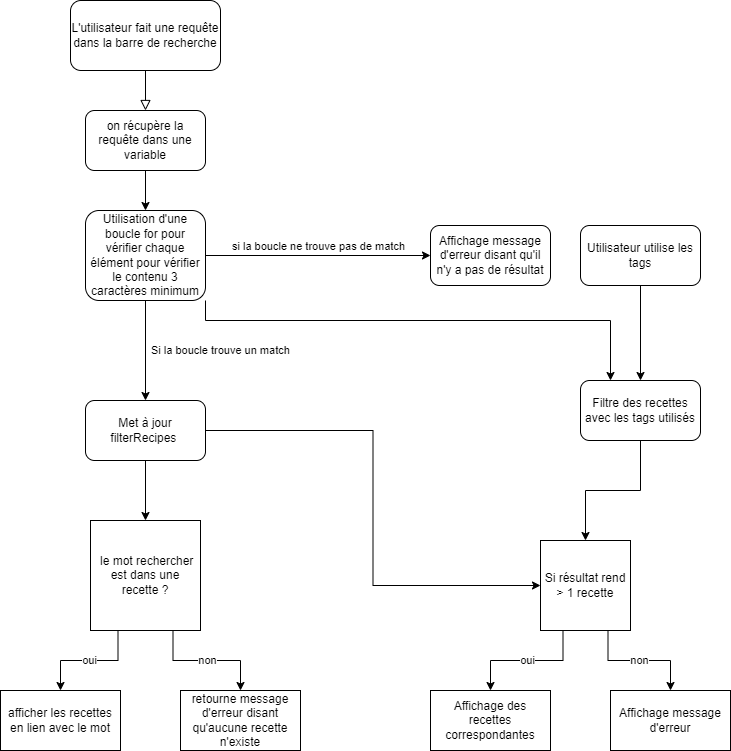 L'utilisateur fait une requête
dans la barre de recherche
on récupère la
requête dans une
variable
Utilisation d'une
boucle for pour
vérifier chaque
élément pour vérifier
le contenu 3
caractères minimum
si la boucle ne trouve pas de match
Affichage message
d'erreur disant qu'il
n'y a pas de résultat
Utilisateur utilise les
tags
Si la boucle trouve un match
Met à jour
filterRecipes
Filtre des recettes
avec les tags utilisés
le mot rechercher
est dans une
recette ?
Si résultat rend
> 1 recette
oui
non
oui
non
afficher les recettes
en lien avec le mot
retourne message
d'erreur disant
qu'aucune recette
n'existe
Affichage des
recettes
correspondantes
Affichage message
d'erreur